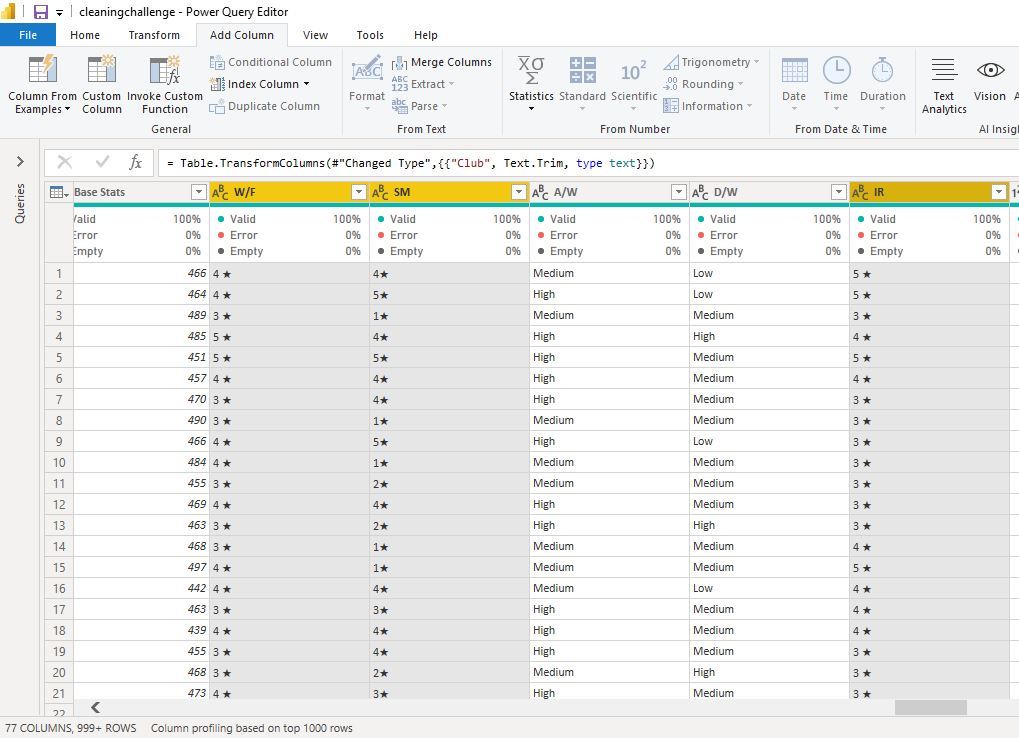 cleaningchallenge - Power Query Editor
File Home Transform Add Column View Tools Help
Column From Examples
Custom Column
Invoke Custom Function
Conditional Column
Index Column
Duplicate Column
General
Format
Merge Columns
Extract
Parse
From Text
Statistics
Standard
Scientific
Trigonometry
Rounding
Information
From Number
Date
Time
Duration
From Date & Time
Text Analytics
Vision
AI Insigh
= Table.TransformColumns(#"Changed Type",{{"Club", Text.Trim, type text}})
Queries
Base Stats W/F SM A/W D/W IR
Valid 100% Valid 100% Valid 100% Valid 100% Valid 100% Valid 100%
Error 0% Error 0% Error 0% Error 0% Error 0% Error 0%
Empty 0% Empty 0% Empty 0% Empty 0% Empty 0% Empty 0%
1 466 4 ★ 4★ Medium Low 5 ★
2 464 4 ★ 5★ High Low 5 ★
3 489 3 ★ 1★ Medium Medium 3 ★
4 485 5 ★ 4★ High High 4 ★
5 451 5 ★ 5★ High Medium 5 ★
6 457 4 ★ 4★ High Medium 4 ★
7 470 3 ★ 4★ High Medium 3 ★
8 490 3 ★ 1★ Medium Medium 3 ★
9 466 4 ★ 5★ High Low 3 ★
10 484 4 ★ 1★ Medium Medium 3 ★
11 455 3 ★ 2★ Medium Medium 3 ★
12 469 4 ★ 4★ High Medium 3 ★
13 463 3 ★ 2★ High High 3 ★
14 468 3 ★ 1★ Medium Medium 4 ★
15 497 4 ★ 1★ Medium Medium 5 ★
16 442 4 ★ 4★ Medium Low 4 ★
17 463 3 ★ 3★ High Medium 4 ★
18 439 4 ★ 4★ High Medium 4 ★
19 455 3 ★ 4★ High Medium 3 ★
20 468 3 ★ 2★ Medium High 3 ★
21 473 4 ★ 3★ High Medium 3 ★
22
77 COLUMNS, 999+ ROWS Column profiling based on top 1000 rows